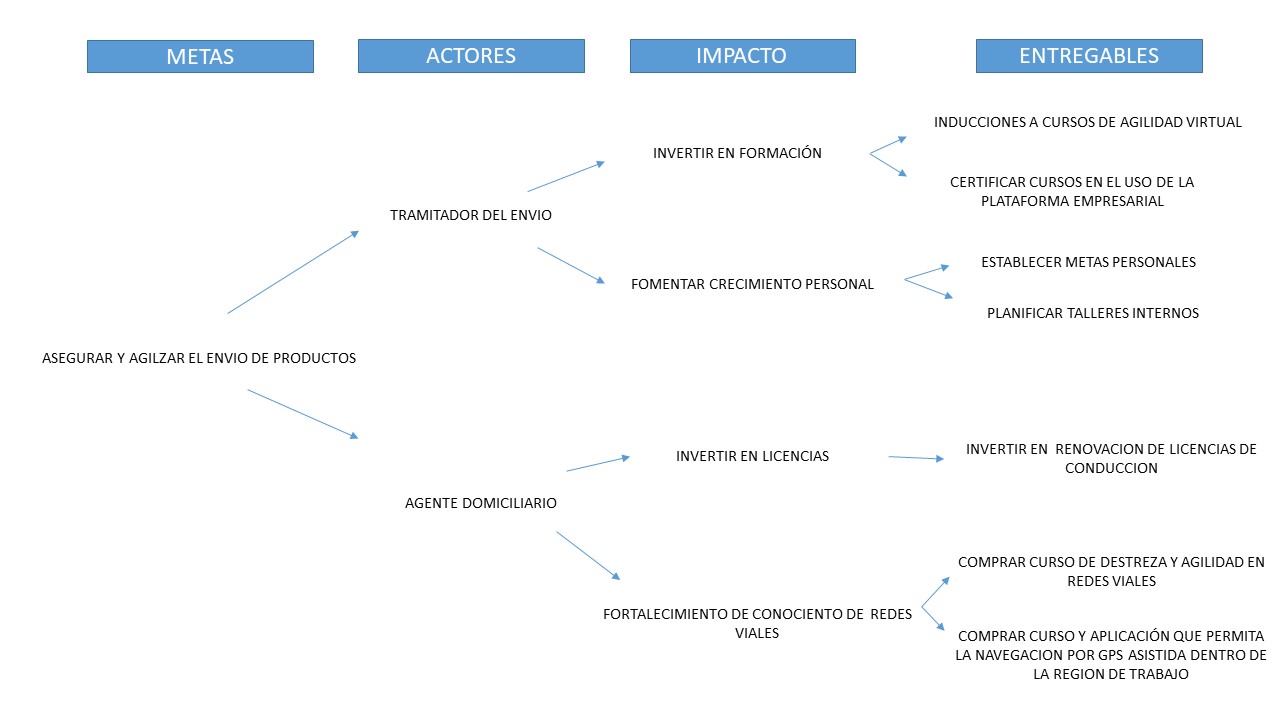 METAS
ACTORES
IMPACTO
ENTREGABLES
ASEGURAR Y AGILZAR EL ENVIO DE PRODUCTOS
TRAMITADOR DEL ENVIO
INVERTIR EN FORMACIÓN
INDUCCIONES A CURSOS DE AGILIDAD VIRTUAL
CERTIFICAR CURSOS EN EL USO DE LA
PLATAFORMA EMPRESARIAL
FOMENTAR CRECIMIENTO PERSONAL
ESTABLECER METAS PERSONALES
PLANIFICAR TALLERES INTERNOS
AGENTE DOMICILIARIO
INVERTIR EN LICENCIAS
INVERTIR EN RENOVACION DE LICENCIAS DE
CONDUCCION
FORTALECIMIENTO DE CONOCIENTO DE REDES
VIALES
COMPRAR CURSO DE DESTREZA Y AGILIDAD EN
REDES VIALES
COMPRAR CURSO Y APLICACIÓN QUE PERMITA
LA NAVEGACION POR GPS ASISTIDA DENTRO DE
LA REGION DE TRABAJO